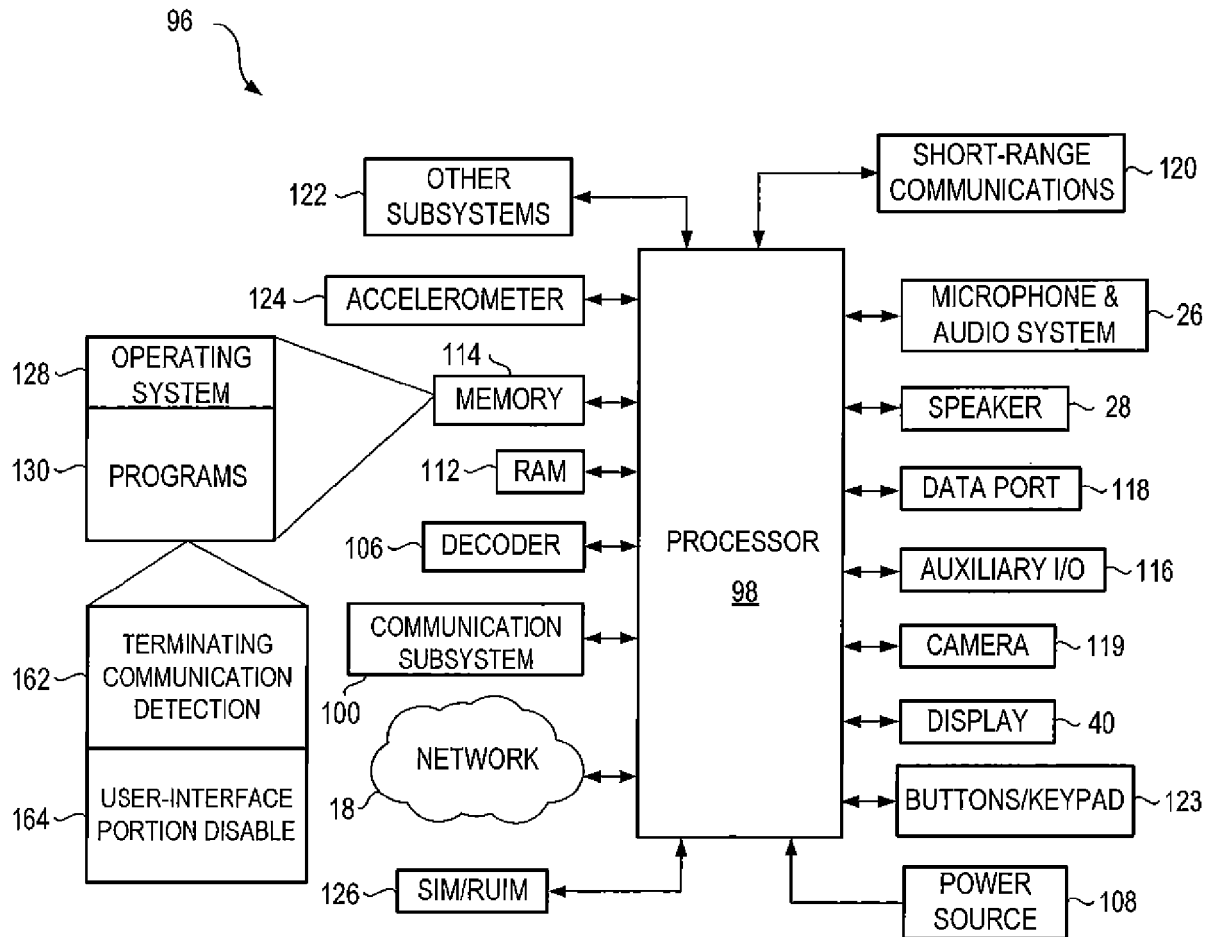 96
122
OTHER
SUBSYSTEMS
SHORT-RANGE
COMMUNICATIONS
120
124
ACCELEROMETER
MICROPHONE &
AUDIO SYSTEM
26
128
OPERATING
SYSTEM
130
PROGRAMS
114
MEMORY
SPEAKER
28
112
RAM
DATA PORT
118
106
DECODER
PROCESSOR
98
AUXILIARY I/O
116
COMMUNICATION
SUBSYSTEM
100
CAMERA
119
162
TERMINATING
COMMUNICATION
DETECTION
NETWORK
18
DISPLAY
40
164
USER-INTERFACE
PORTION DISABLE
BUTTONS/KEYPAD
123
126
SIM/RUIM
POWER
SOURCE
108